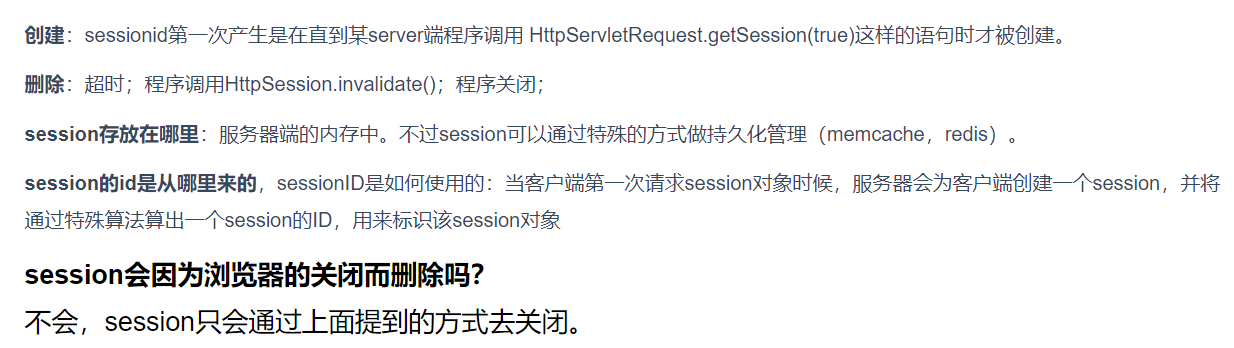 创建：sessionid第一次产生是在直到某server端程序调用 HttpServletRequest.getSession(true)这样的语句时才被创建。
删除：超时；程序调用HttpSession.invalidate()；程序关闭；
session存放在哪里：服务器端的内存中。不过session可以通过特殊的方式做持久化管理（memcache，redis）。
session的id是从哪里来的，sessionID是如何使用的：当客户端第一次请求session对象时候，服务器会为客户端创建一个session，并将
通过特殊算法算出一个session的ID，用来标识该session对象
session会因为浏览器的关闭而删除吗？
不会，session只会通过上面提到的方式去关闭。